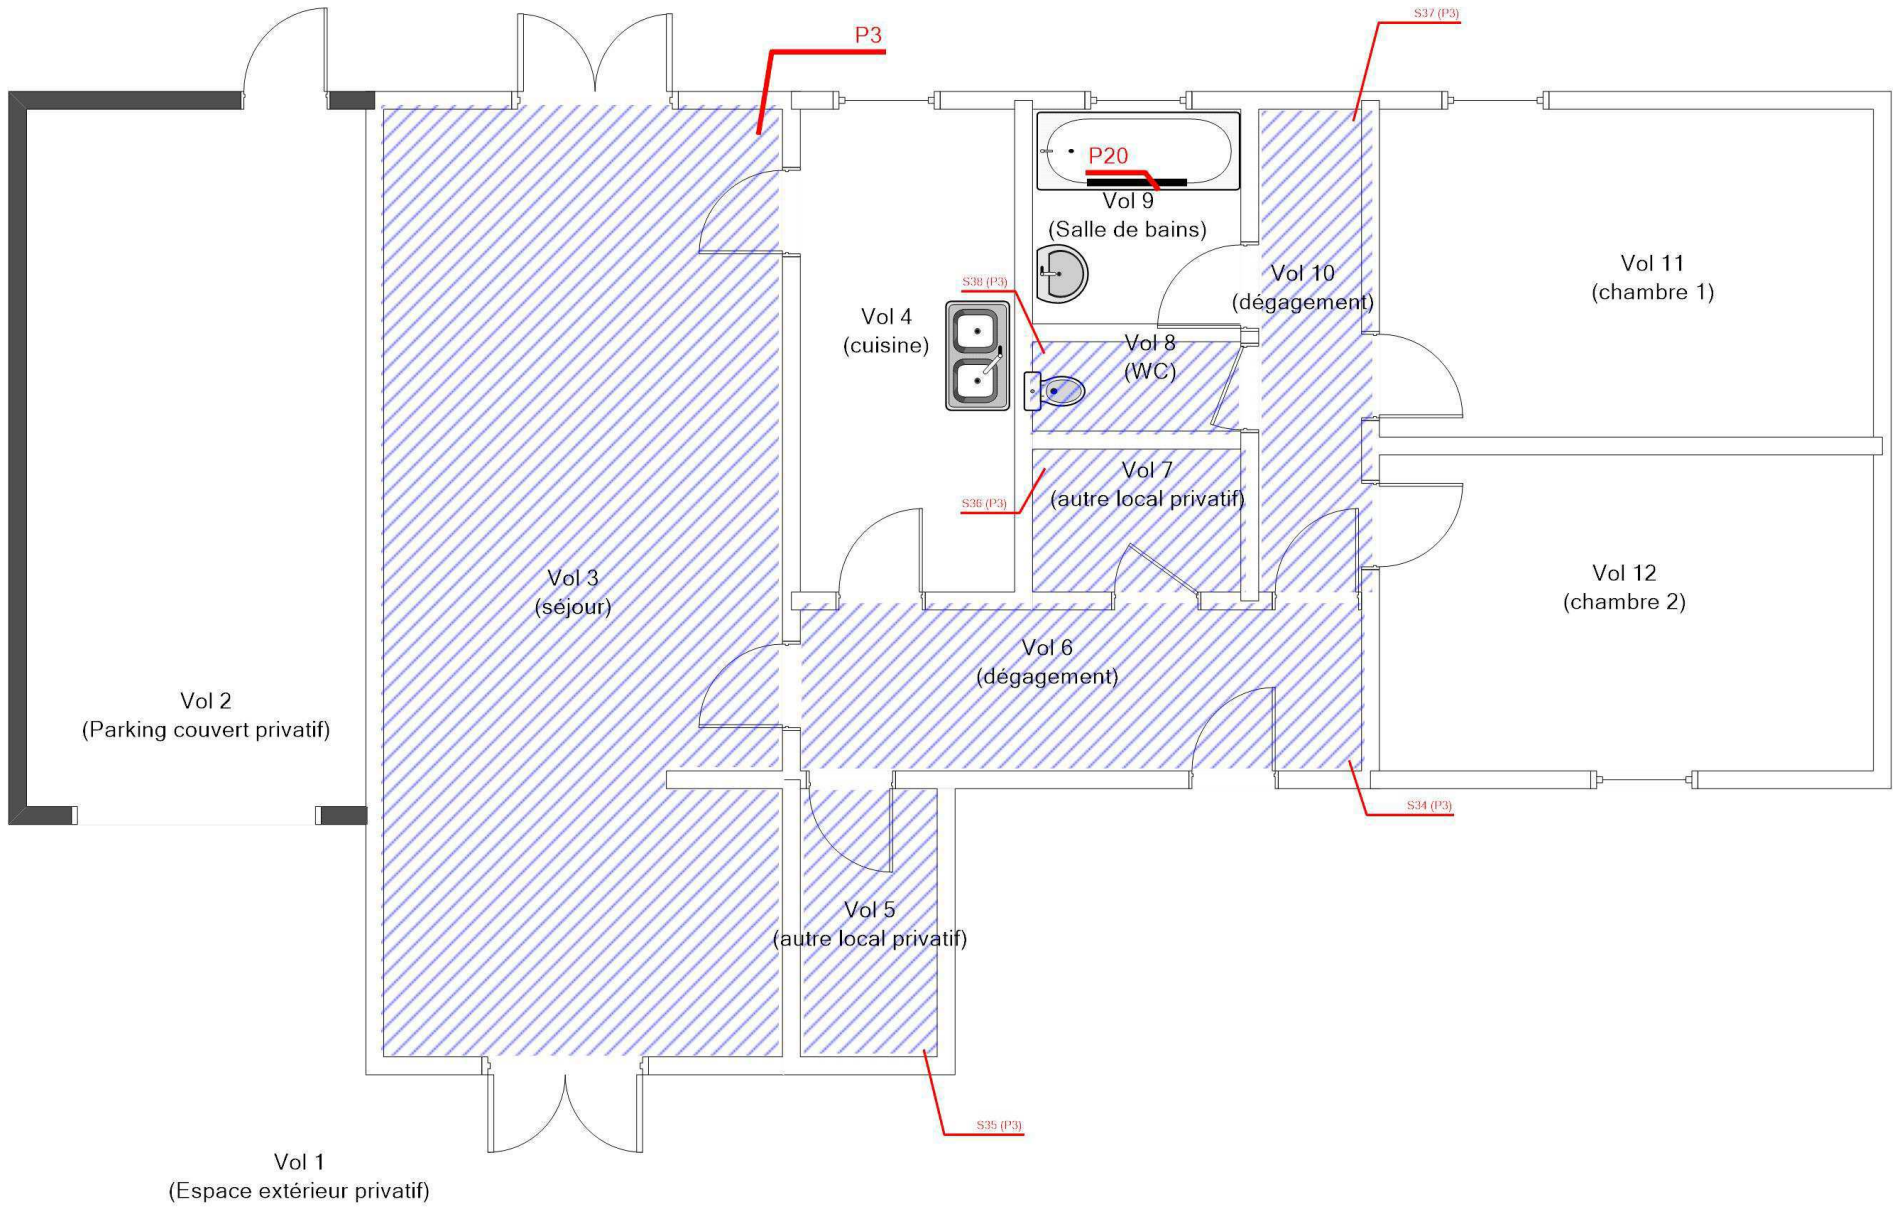 S37 (P3)
P3
P20
Vol 9
(Salle de bains)
Vol 10
(dégagement)
Vol 11
(chambre 1)
S38 (P3)
Vol 4
(cuisine)
Vol 8
(WC)
Vol 7
(autre local privatif)
S36 (P3)
Vol 3
(séjour)
Vol 12
(chambre 2)
Vol 6
(dégagement)
Vol 2
(Parking couvert privatif)
S34 (P3)
Vol 5
(autre local privatif)
S35 (P3)
Vol 1
(Espace extérieur privatif)